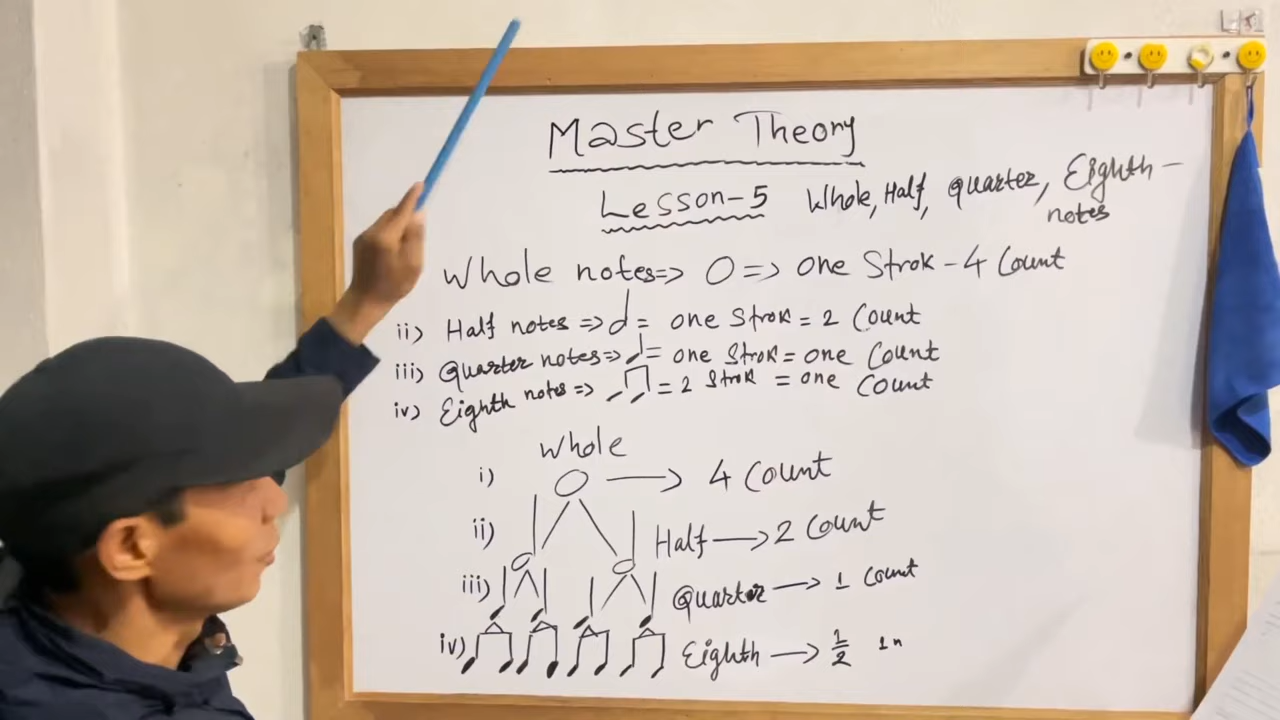 Master Theory
Lesson-5 Whole, Half, quarter, Eighth-
notes
Whole notes=> O => one Strok - 4 Count
ii) Half notes => 𝅗𝅥 = one Strok = 2 Count
iii) Quarter notes=> ♩= one Strok= one Count
iv) Eighth notes => ♫ = 2 Strok = one Count
Whole
i) → 4 Count
ii) Half → 2 Count
iii) Quarter → 1 Count
iv) Eighth → 1/2 1n